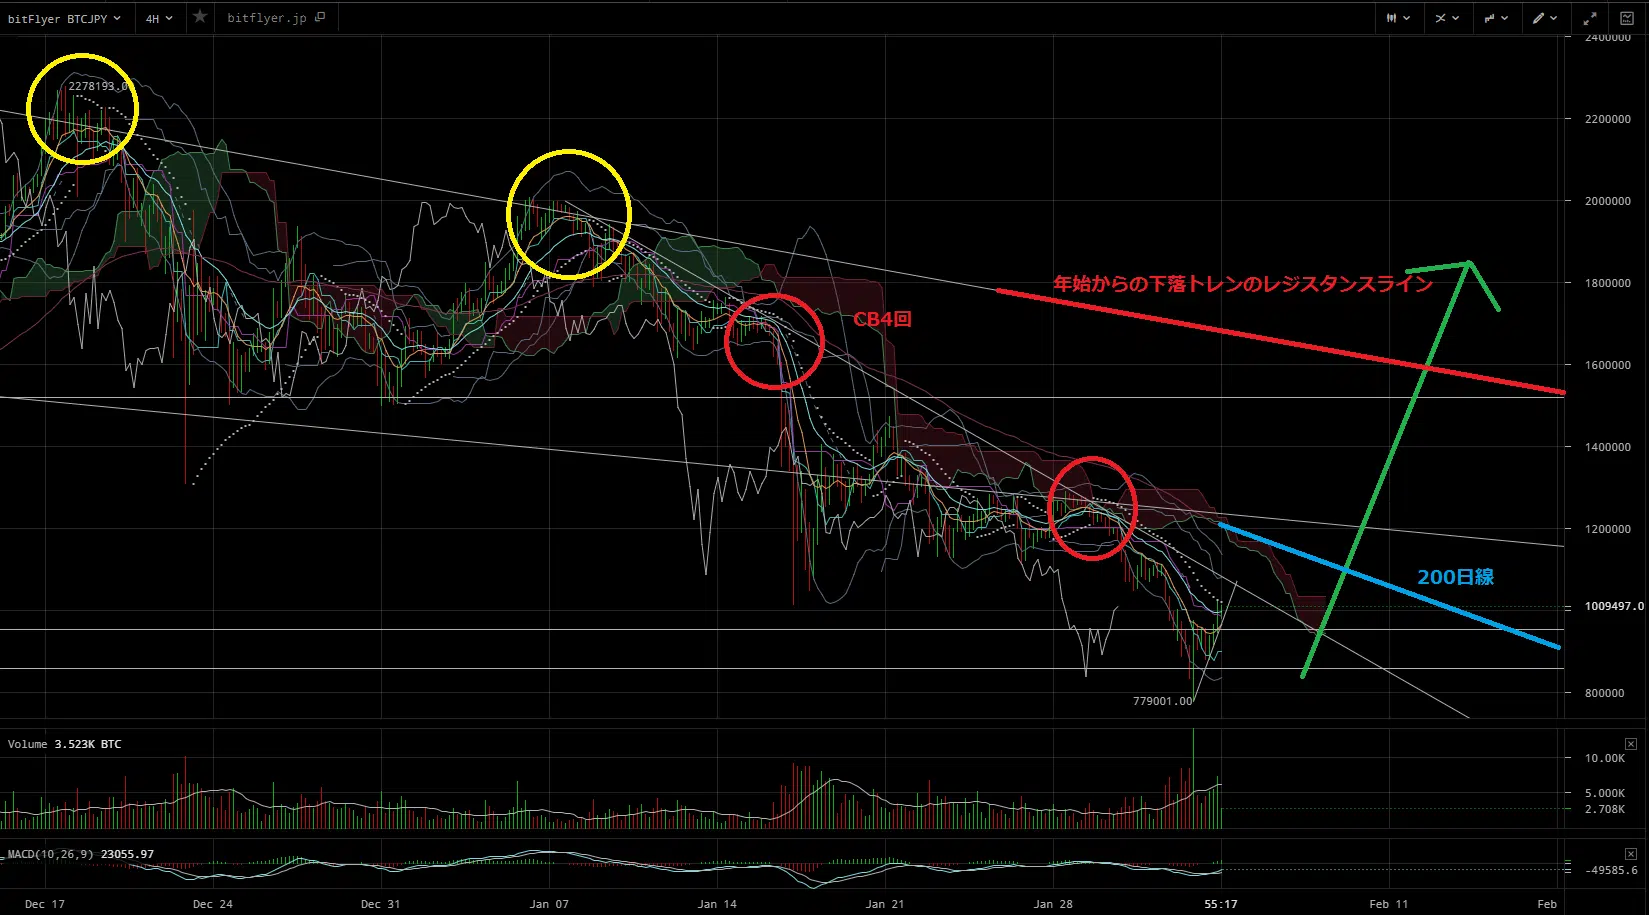 bitFlyer BTCJPY 4H bitflyer.jp
2400000
2278193.0
2200000
2000000
年始からの下落トレンのレジスタンスライン
1800000
CB4回
1600000
1400000
1200000
200日線
1009497.0
779001.00
800000
Volume 3.523K BTC
10.00K
5.000K
2.708K
MACD(10,26,9) 23055.97
-49585.6
Dec 17 Dec 24 Dec 31 Jan 07 Jan 14 Jan 21 Jan 28 55:17 Feb 11 Feb